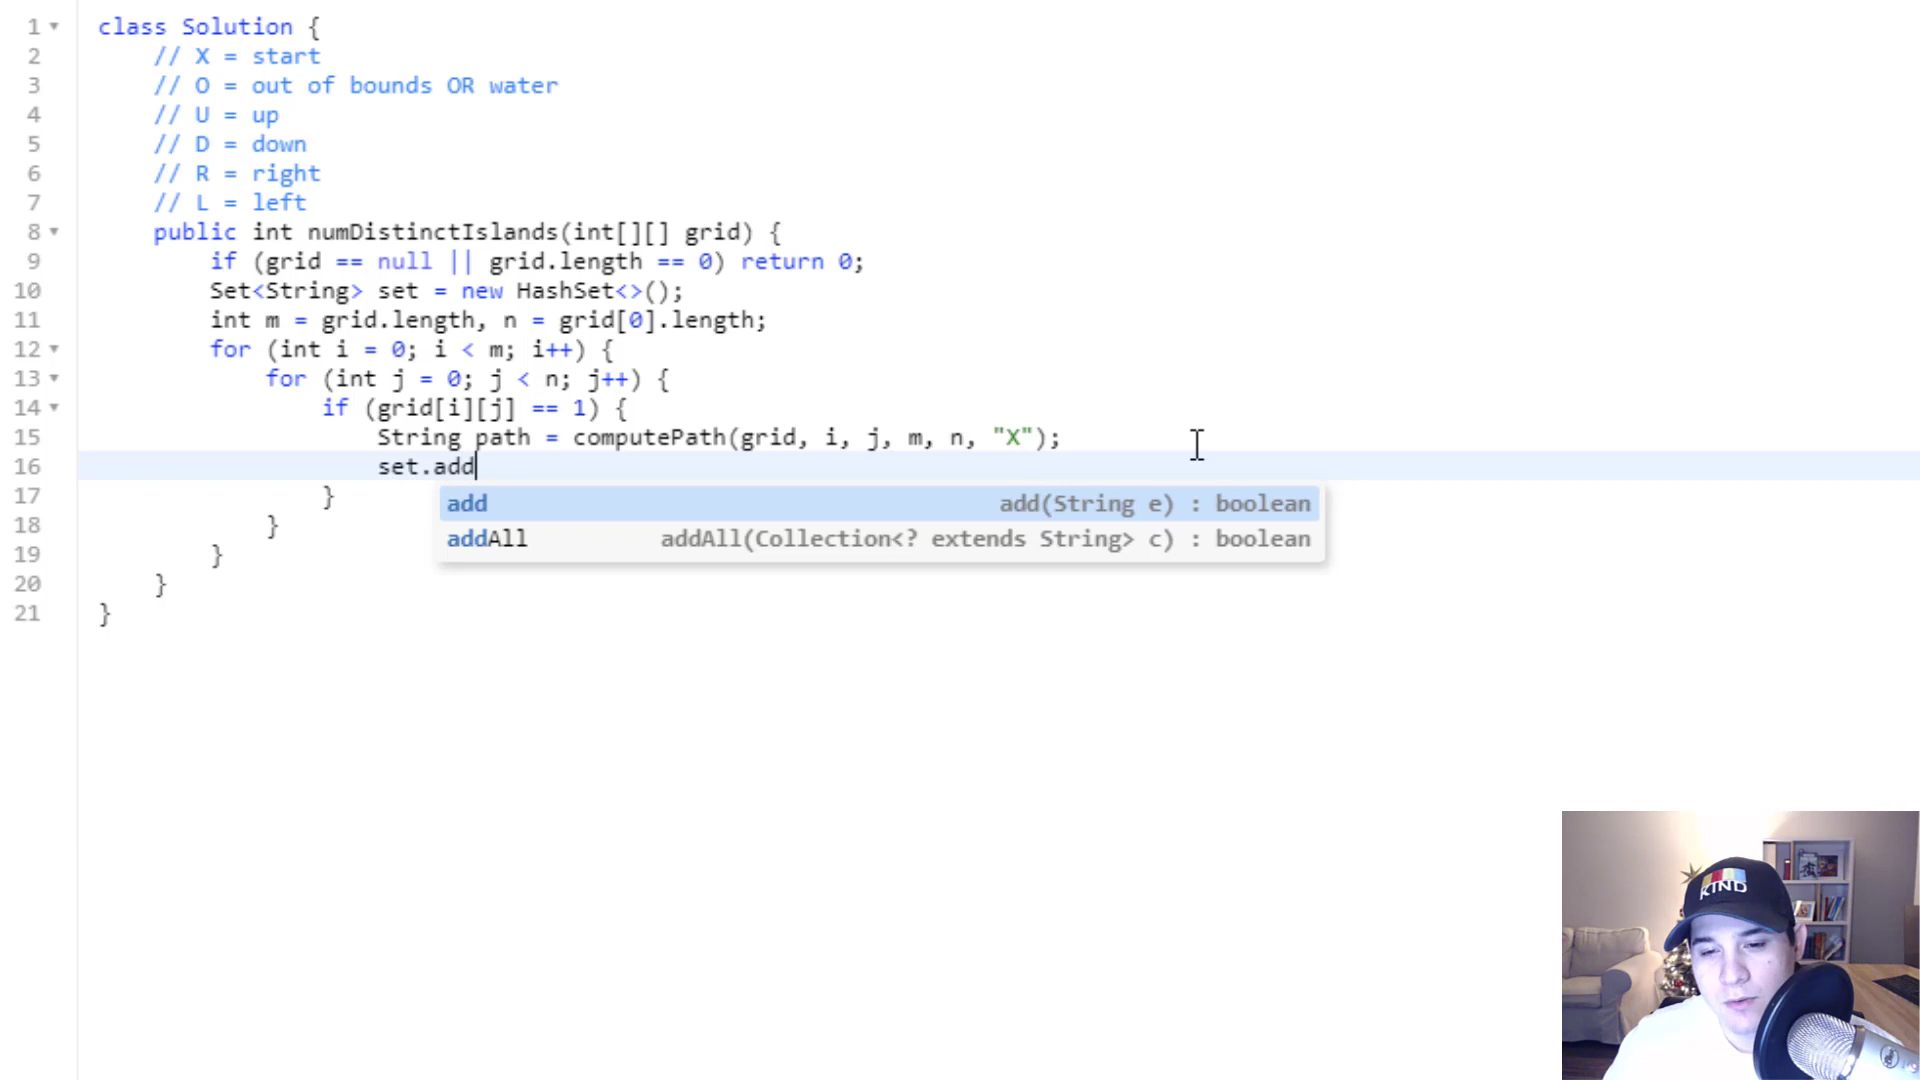 1 class Solution {
2 // X = start
3 // O = out of bounds OR water
4 // U = up
5 // D = down
6 // R = right
7 // L = left
8 public int numDistinctIslands(int[][] grid) {
9 if (grid == null || grid.length == 0) return 0;
10 Set<String> set = new HashSet<>();
11 int m = grid.length, n = grid[0].length;
12 for (int i = 0; i < m; i++) {
13 for (int j = 0; j < n; j++) {
14 if (grid[i][j] == 1) {
15 String path = computePath(grid, i, j, m, n, "X");
16 set.add
17 }
add add(String e) : boolean
18 }
addAll addAll(Collection<? extends String> c) : boolean
19 }
20 }
21 }
KIND